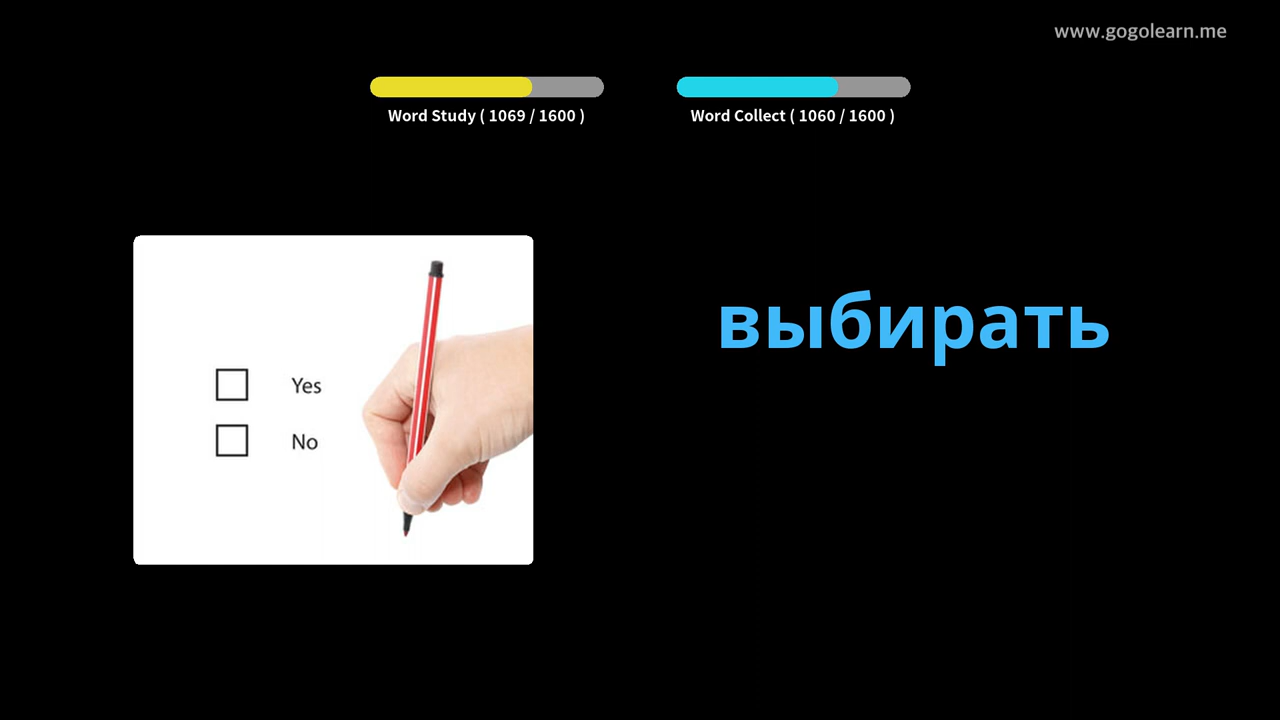 www.gogolearn.me
Word Study ( 1069 / 1600 )
Word Collect ( 1060 / 1600 )
выбирать
Yes
No